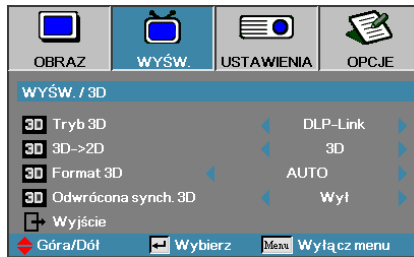 OBRAZ WYŚW. USTAWIENIA OPCJE
WYŚW. / 3D
3D Tryb 3D DLP-Link
3D 3D->2D 3D
3D Format 3D AUTO
3D Odwrócona synch. 3D Wył
Wyjście
Góra/Dół Wybierz Menu Wyłącz menu